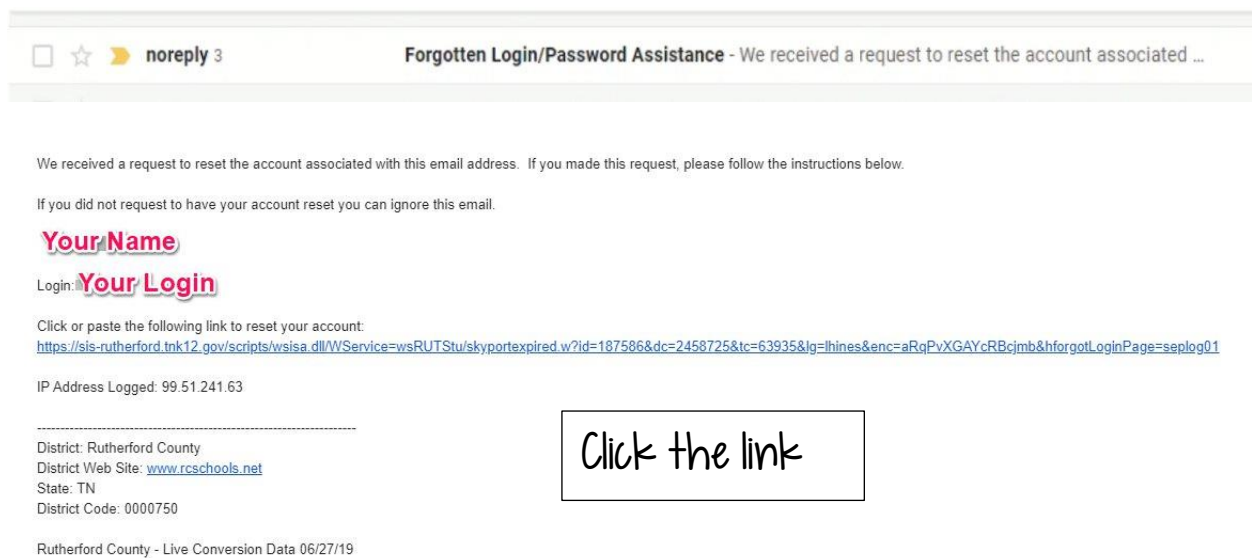 noreply 3 Forgotten Login/Password Assistance - We received a request to reset the account associated ...
We received a request to reset the account associated with this email address. If you made this request, please follow the instructions below.
If you did not request to have your account reset you can ignore this email.
Your Name
Login: Your Login
Click or paste the following link to reset your account:
https://sis-rutherford.tnk12.gov/scripts/wsisa.dll/WService=wsRUTStu/skyportexpired.w?id=187586&dc=2458725&tc=63935&lg=lhines&enc=aRqPvXGAYcRBcjmb&hforgotLoginPage=seplog01
IP Address Logged: 99.51.241.63
------------------------------------------------------------------------
District: Rutherford County
District Web Site: www.rcschools.net
State: TN
District Code: 0000750
Click the link
Rutherford County - Live Conversion Data 06/27/19